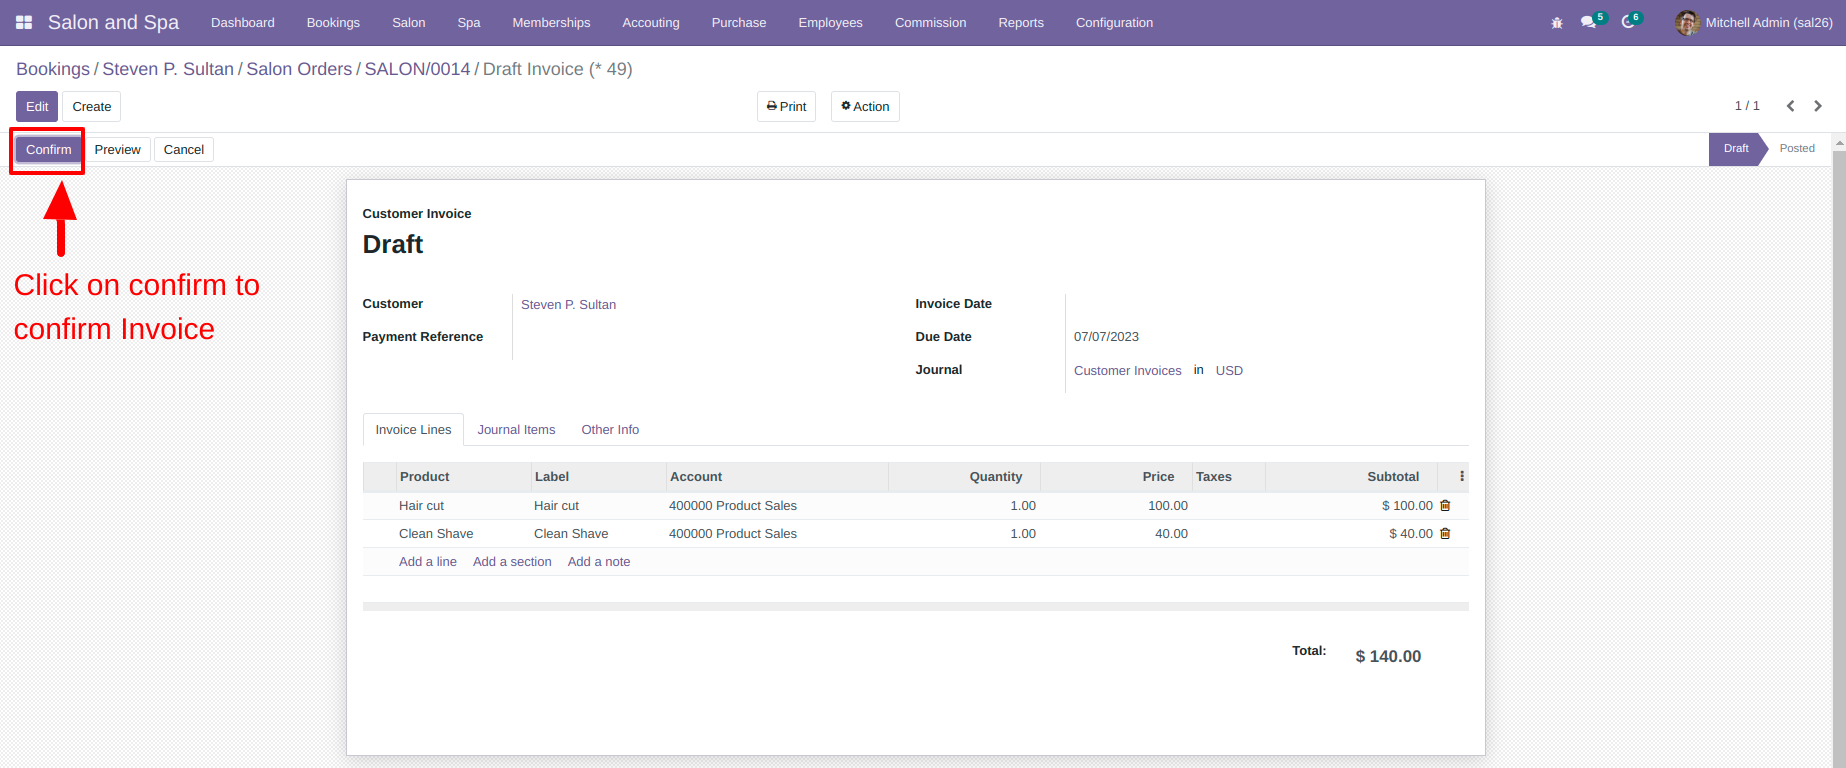 Salon and Spa Dashboard Bookings Salon Spa Memberships Accouting Purchase Employees Commission Reports Configuration 5 6 Mitchell Admin (sal26)
Bookings / Steven P. Sultan / Salon Orders / SALON/0014 / Draft Invoice (* 49)
Edit Create Print Action 1 / 1
Confirm Preview Cancel Draft Posted
Click on confirm to
confirm Invoice
Customer Invoice
Draft
Customer Steven P. Sultan Invoice Date
Payment Reference Due Date 07/07/2023
Journal Customer Invoices in USD
Invoice Lines Journal Items Other Info
Product Label Account Quantity Price Taxes Subtotal
Hair cut Hair cut 400000 Product Sales 1.00 100.00 $ 100.00
Clean Shave Clean Shave 400000 Product Sales 1.00 40.00 $ 40.00
Add a line Add a section Add a note
Total: $ 140.00